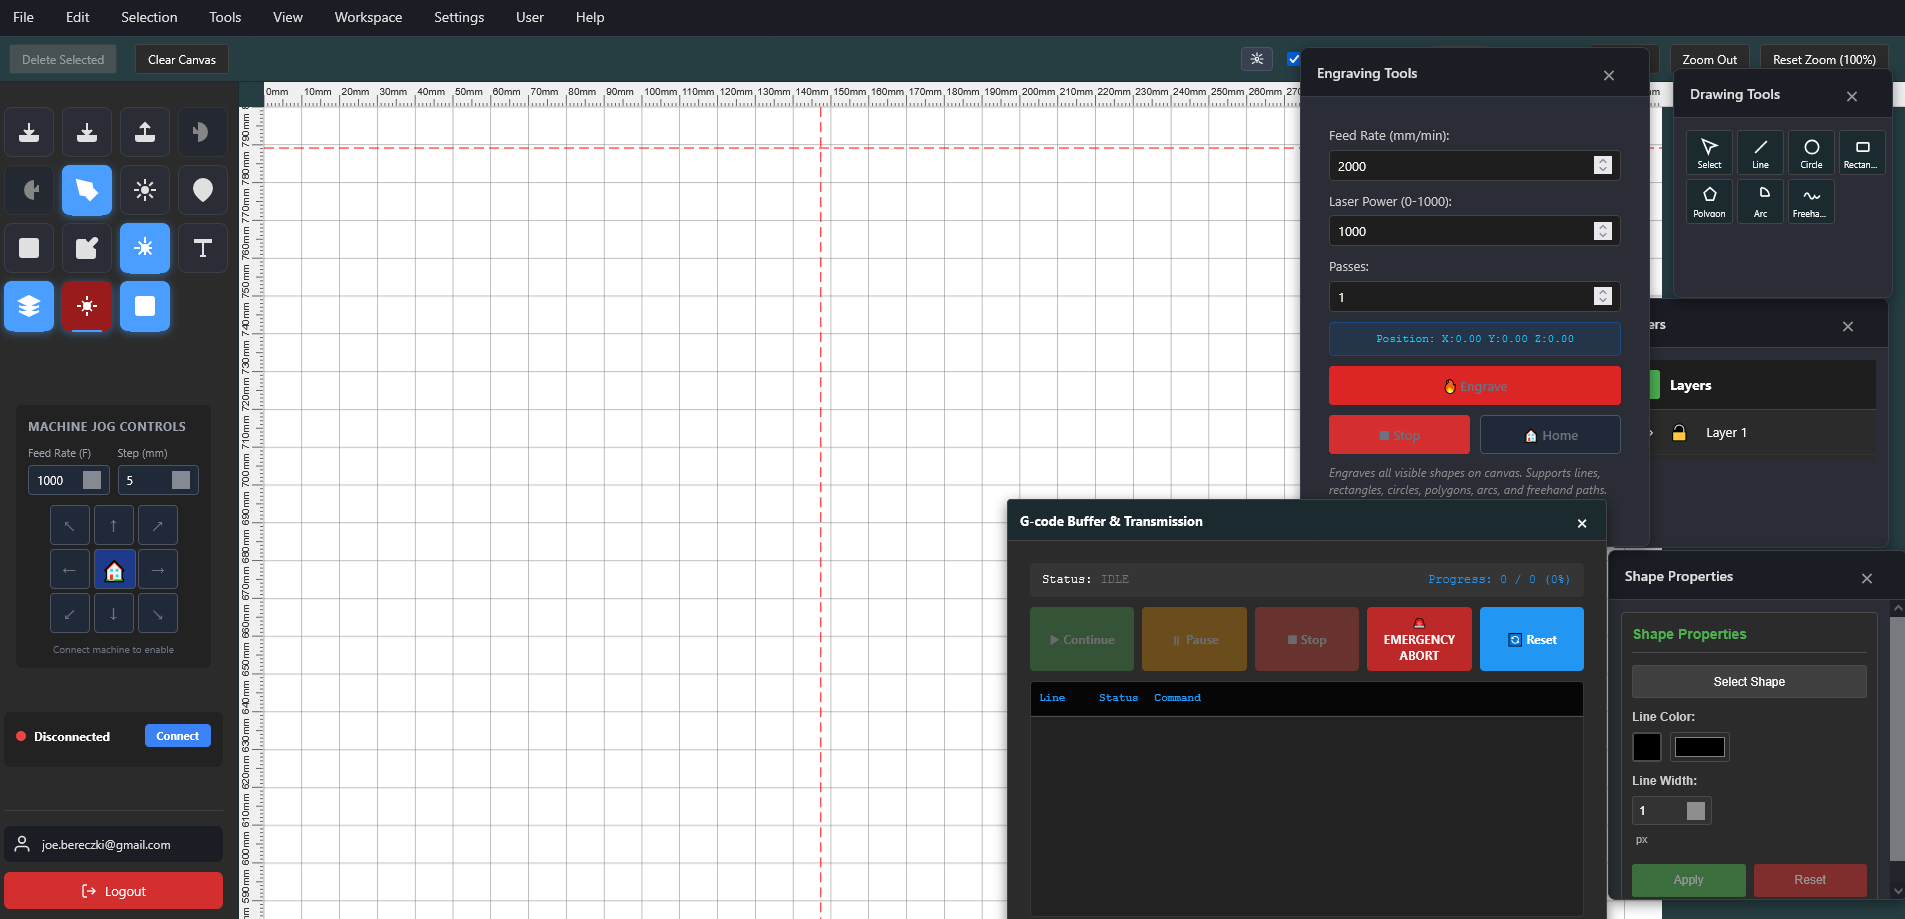 File Edit Selection Tools View Workspace Settings User Help
Delete Selected
Clear Canvas
Zoom Out
Reset Zoom (100%)
0mm 10mm 20mm 30mm 40mm 50mm 60mm 70mm 80mm 90mm 100mm 110mm 120mm 130mm 140mm 150mm 160mm 170mm 180mm 190mm 200mm 210mm 220mm 230mm 240mm 250mm 260mm
790mm
780mm
770mm
760mm
750mm
740mm
730mm
720mm
710mm
700mm
690mm
680mm
670mm
660mm
650mm
640mm
630mm
620mm
610mm
600mm
590mm
MACHINE JOG CONTROLS
Feed Rate (F) Step (mm)
1000 5
Connect machine to enable
Disconnected
Connect
joe.bereczki@gmail.com
Logout
Engraving Tools
Feed Rate (mm/min):
2000
Laser Power (0-1000):
1000
Passes:
1
Position: X:0.00 Y:0.00 Z:0.00
Engrave
Stop
Home
Engraves all visible shapes on canvas. Supports lines,
rectangles, circles, polygons, arcs, and freehand paths.
Drawing Tools
Select Line Circle Rectan...
Polygon Arc Freeha...
ers
Layers
Layer 1
G-code Buffer & Transmission
Status: IDLE
Progress: 0 / 0 (0%)
Continue
Pause
Stop
EMERGENCY
ABORT
Reset
Line Status Command
Shape Properties
Shape Properties
Select Shape
Line Color:
Line Width:
1
px
Apply
Reset